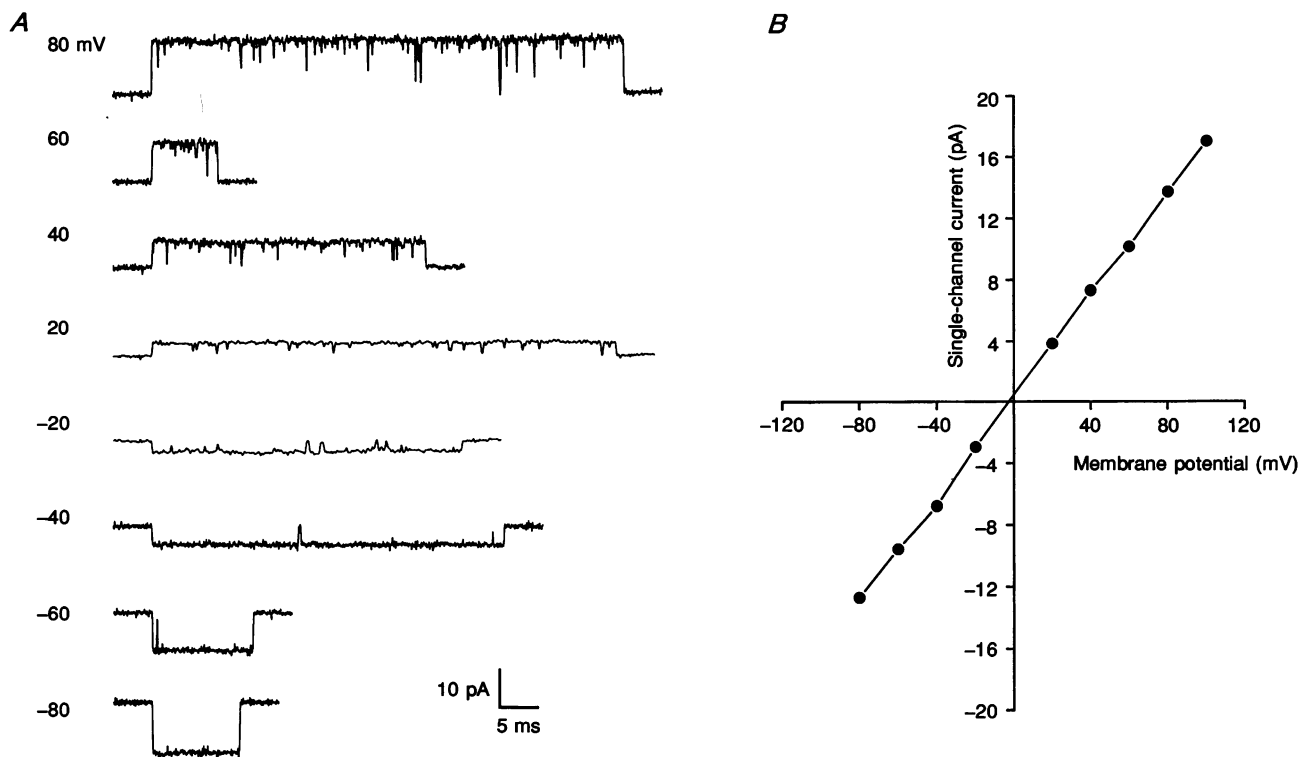 A
80 mV
60
40
20
−20
−40
−60
−80
10 pA
5 ms
B
Single-channel current (pA)
20
16
12
8
4
−4
−8
−12
−16
−20
−120 −80 −40 40 80 120
Membrane potential (mV)